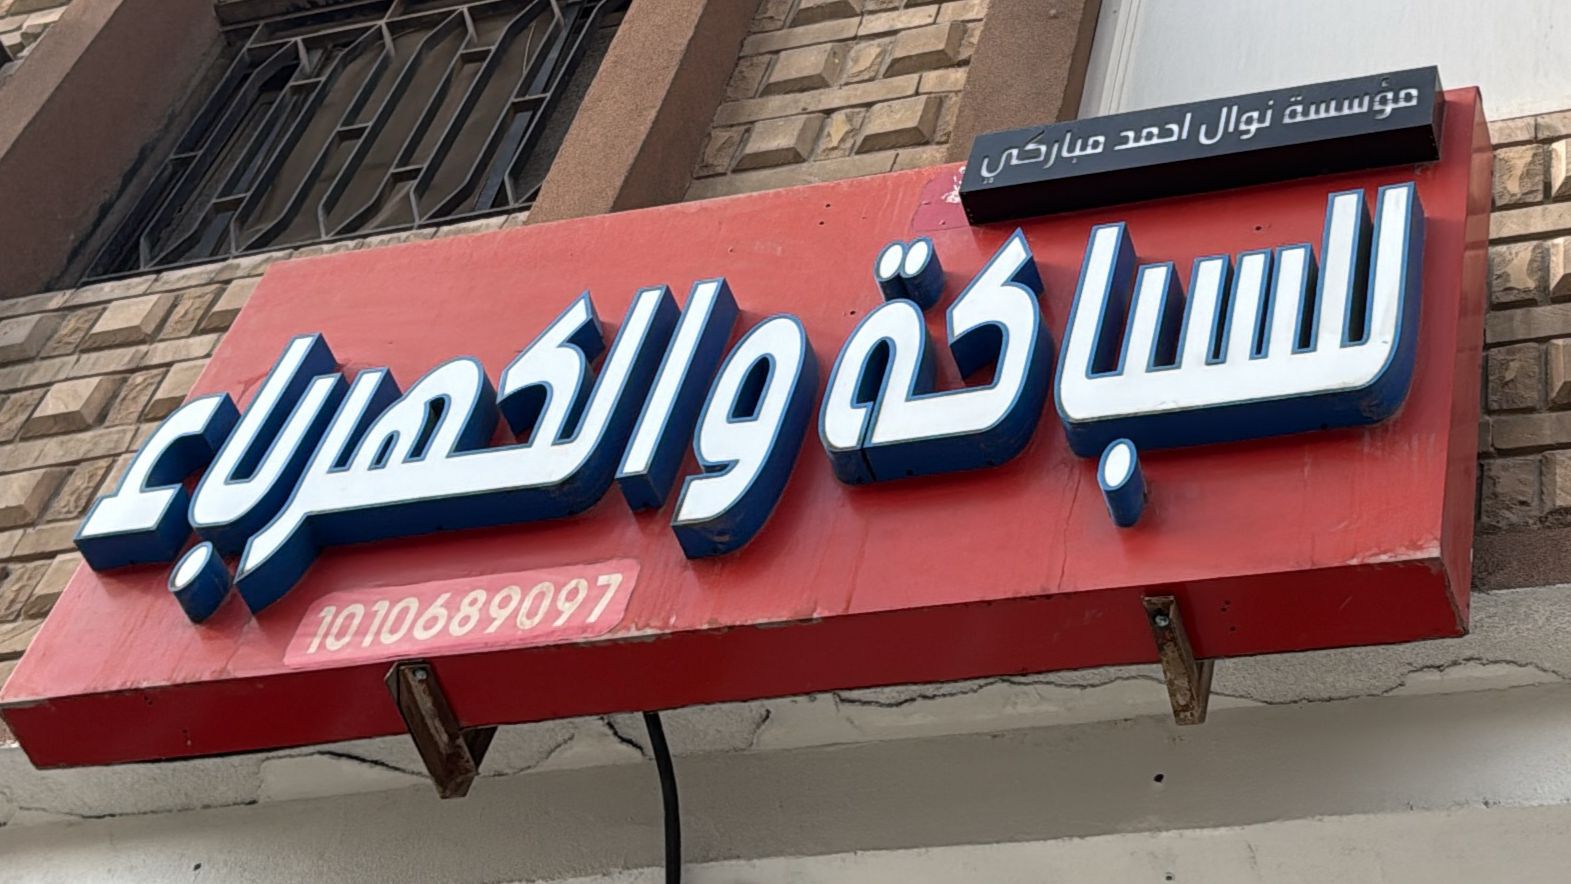 مؤسسة نوال احمد مباركي
للسباكة والكهرباء
1010689097